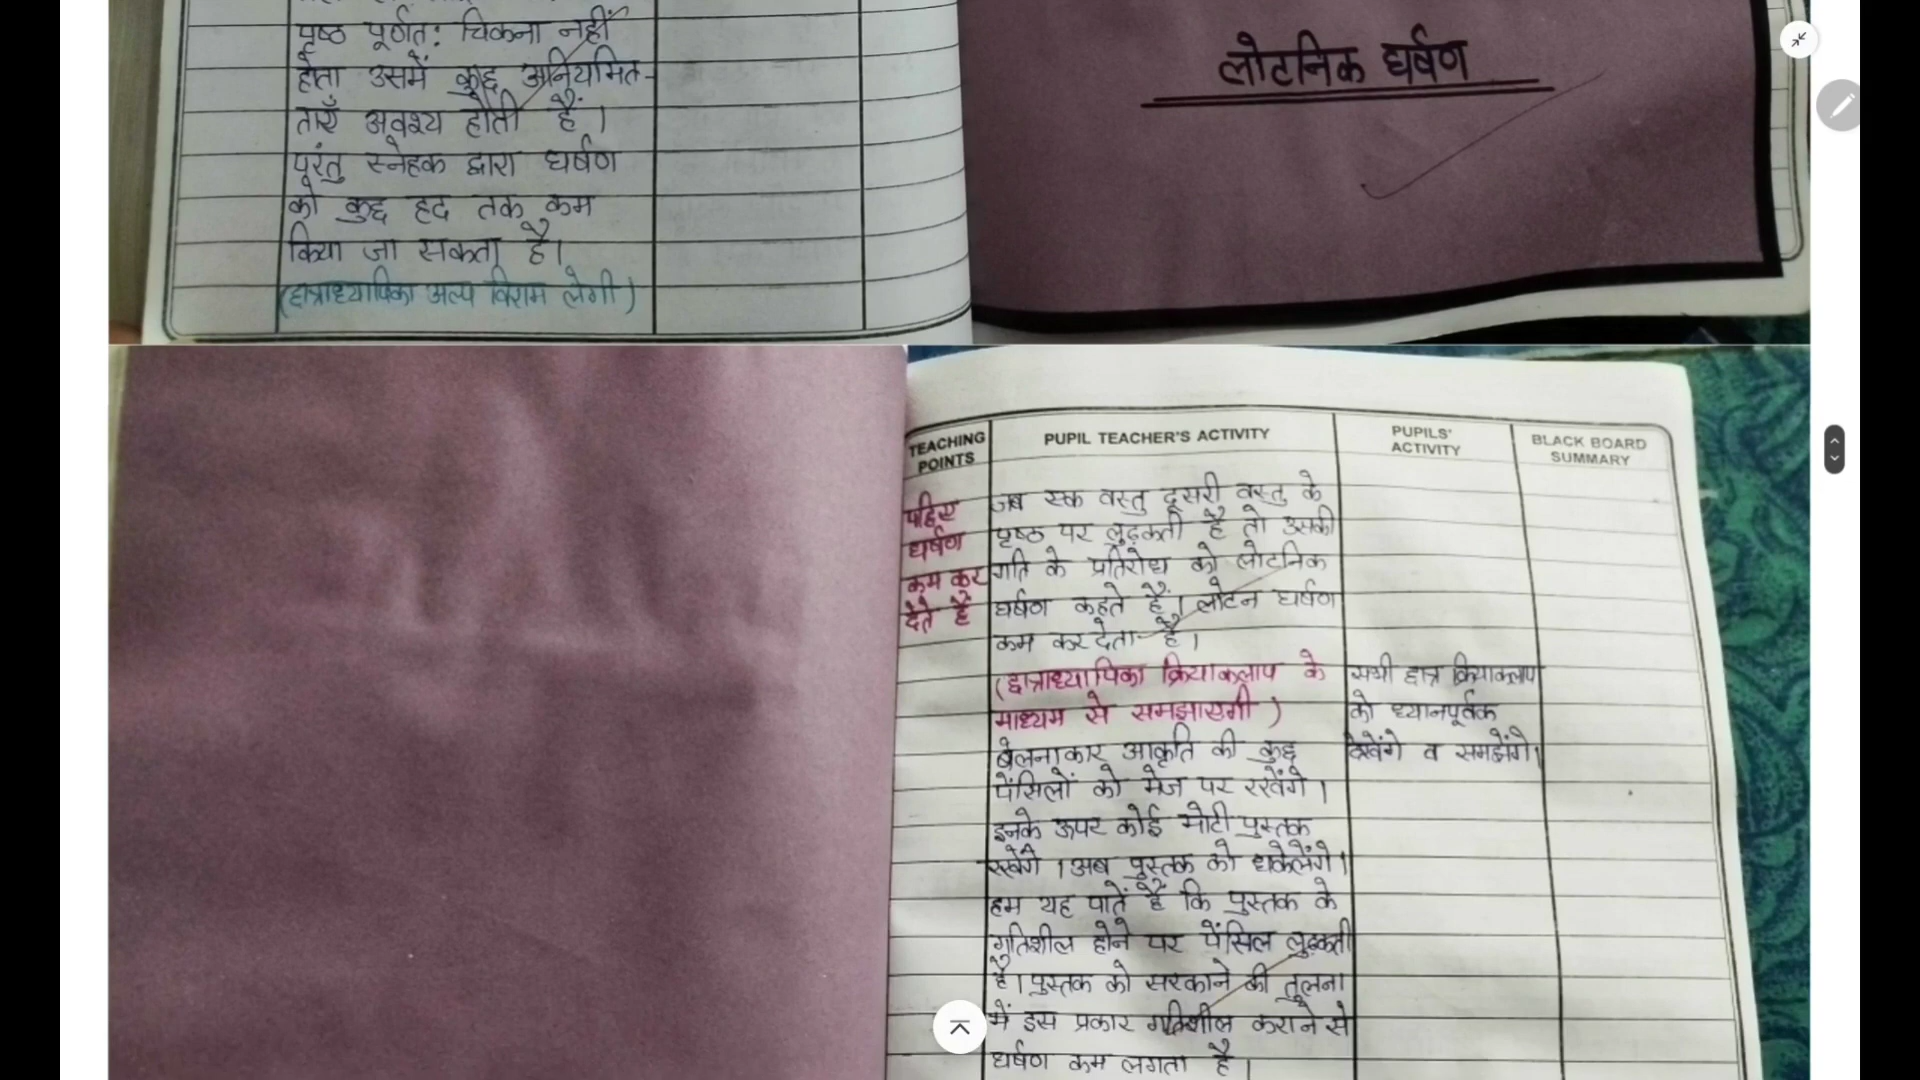 पृष्ठ पूर्णत: चिकना नहीं
होता उसमें कुछ अनियमित-
ताएँ अवश्य होती हैं।
परंतु स्नेहक द्वारा घर्षण
को कुछ हद तक कम
किया जा सकता है।
(छात्राध्यापिका अल्प विराम लेगी)
लोटनिक घर्षण
TEACHING POINTS
PUPIL TEACHER'S ACTIVITY
PUPILS' ACTIVITY
BLACK BOARD SUMMARY
पहिए
घर्षण
कम कर
देते हैं
जब एक वस्तु दूसरी वस्तु के
पृष्ठ पर लुढ़कती है तो उसकी
गति के प्रतिरोध को लोटनिक
घर्षण कहते हैं। लोटन घर्षण
कम कर देता है।
(छात्राध्यापिका क्रियाकलाप के
माध्यम से समझाएगी)
बेलनाकार आकृति की कुछ
पेंसिलों को मेज पर रखेंगे।
इनके ऊपर कोई मोटी पुस्तक
रखेंगे। अब पुस्तक को धकेलेंगे।
हम यह पातें हैं कि पुस्तक के
गतिशील होने पर पेंसिल लुढ़कती
है। पुस्तक को सरकाने की तुलना
में इस प्रकार गतिशील कराने से
घर्षण कम लगता है।
सभी छात्र क्रियाकलाप
को ध्यानपूर्वक
देखेंगे व समझेंगे।